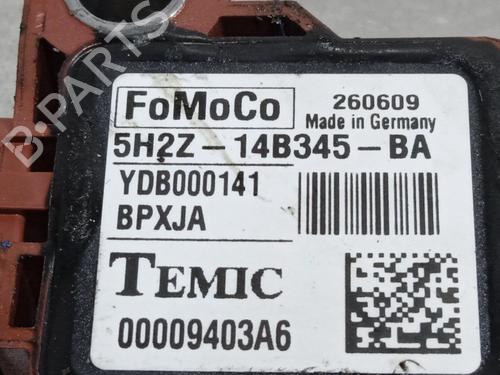 B-PARTS
FoMoCo
260609
Made in Germany
5H2Z-14B345-BA
YDB000141
BPXJA
TEMIC
00009403A6